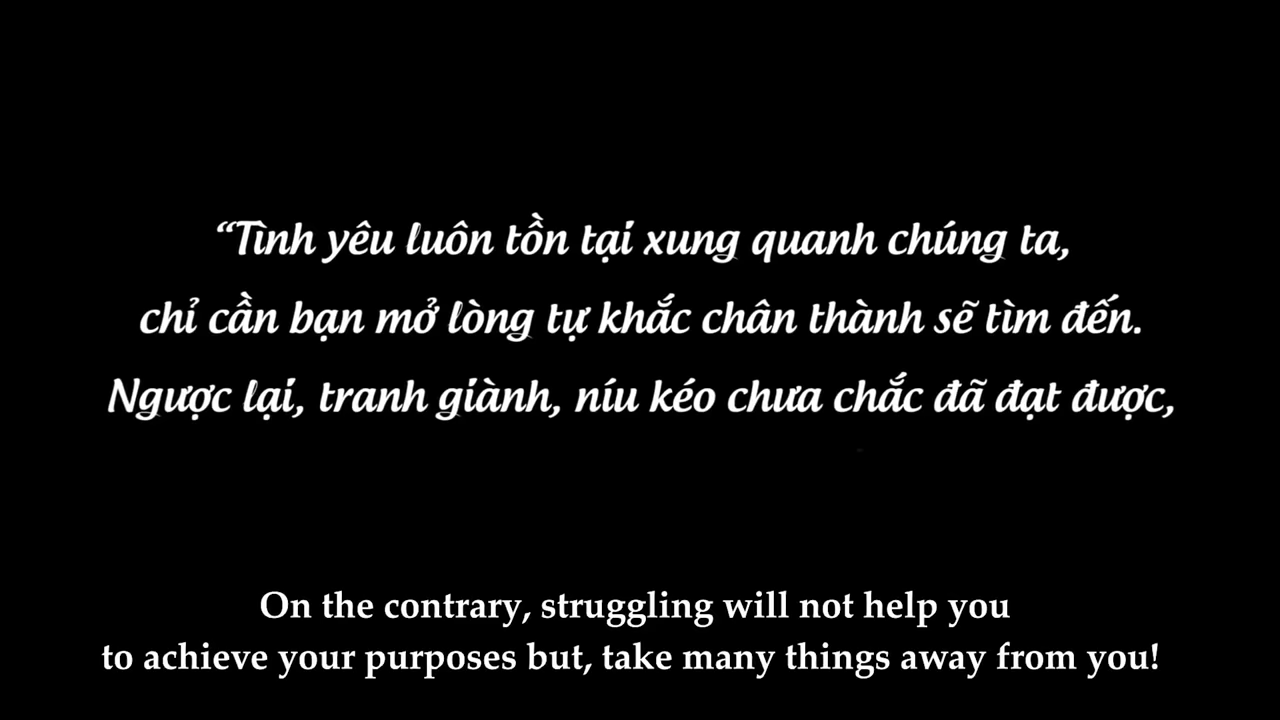 “Tình yêu luôn tồn tại xung quanh chúng ta,
chỉ cần bạn mở lòng tự khắc chân thành sẽ tìm đến.
Ngược lại, tranh giành, níu kéo chưa chắc đã đạt được,
On the contrary, struggling will not help you
to achieve your purposes but, take many things away from you!